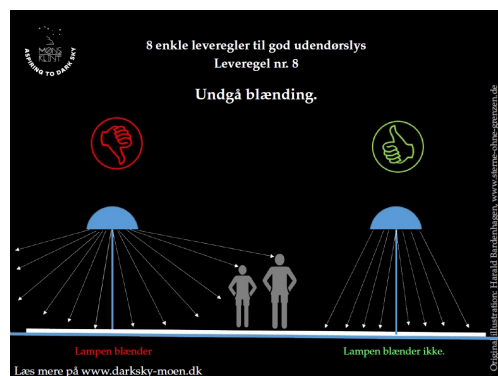 MØNS
KLINT
ASPIRING TO DARK SKY
8 enkle leveregler til god udendørslys
Leveregel nr. 8
Undgå blænding.
Lampen blænder
Lampen blænder ikke.
Læs mere på www.darksky-moen.dk
Original illustration: Harald Bardenhagen, www.sterne-ohne-grenzen.de